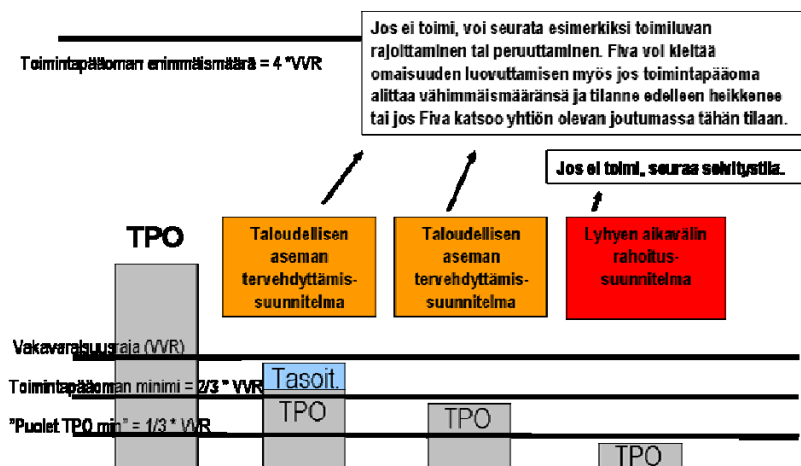 Jos ei toimi, voi seurata esimerkiksi toimiluvan
rajoittaminen tai peruuttaminen. Fiva voi kieltää
omaisuuden luovuttamisen myös jos toimintapääoma
alittaa vähimmäismääränsä ja tilanne edelleen heikkenee
tai jos Fiva katsoo yhtiön olevan joutumassa tähän tilaan.
Toimintapääoman enimmäismäärä = 4 *VVR
Jos ei toimi, seuraa selvitystila.
TPO
Taloudellisen
aseman
tervehdyttämis-
suunnitelma
Taloudellisen
aseman
tervehdyttämis-
suunnitelma
Lyhyen aikavälin
rahoitus-
suunnitelma
Vakavaraisuusraja (VVR)
Tasoit.
Toimintapääoman minimi = 2/3 * VVR
TPO
TPO
"Puolet TPO min" = 1/3 * VVR
TPO